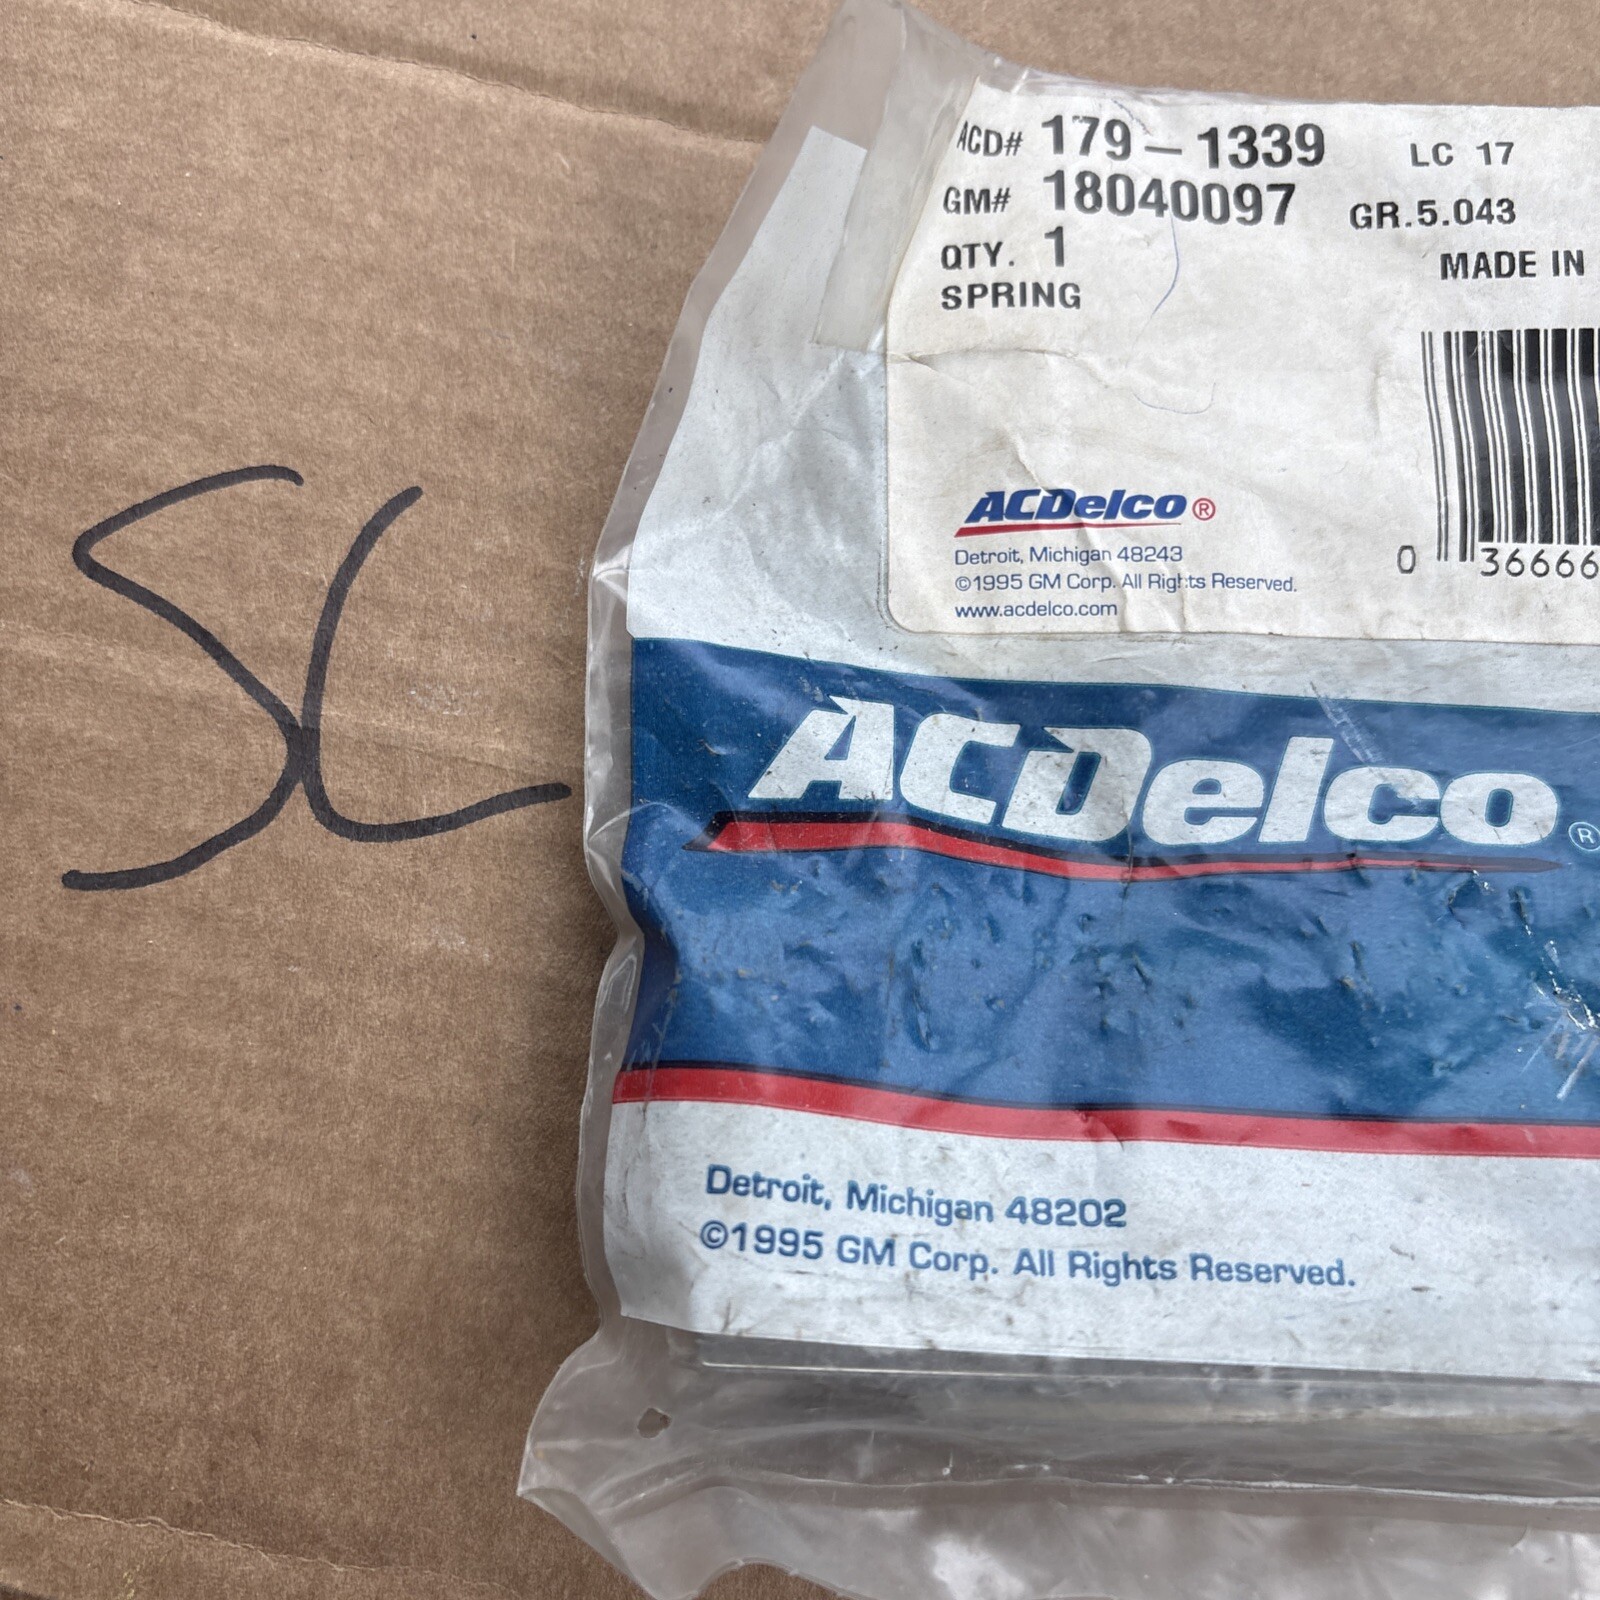 SL
ACD# 179-1339 LC 17
GM# 18040097 GR.5.043
QTY. 1 MADE IN
SPRING
0 36666
ACDelco®
Detroit, Michigan 48243
©1995 GM Corp. All Rights Reserved.
www.acdelco.com
ACDelco®
Detroit, Michigan 48202
©1995 GM Corp. All Rights Reserved.